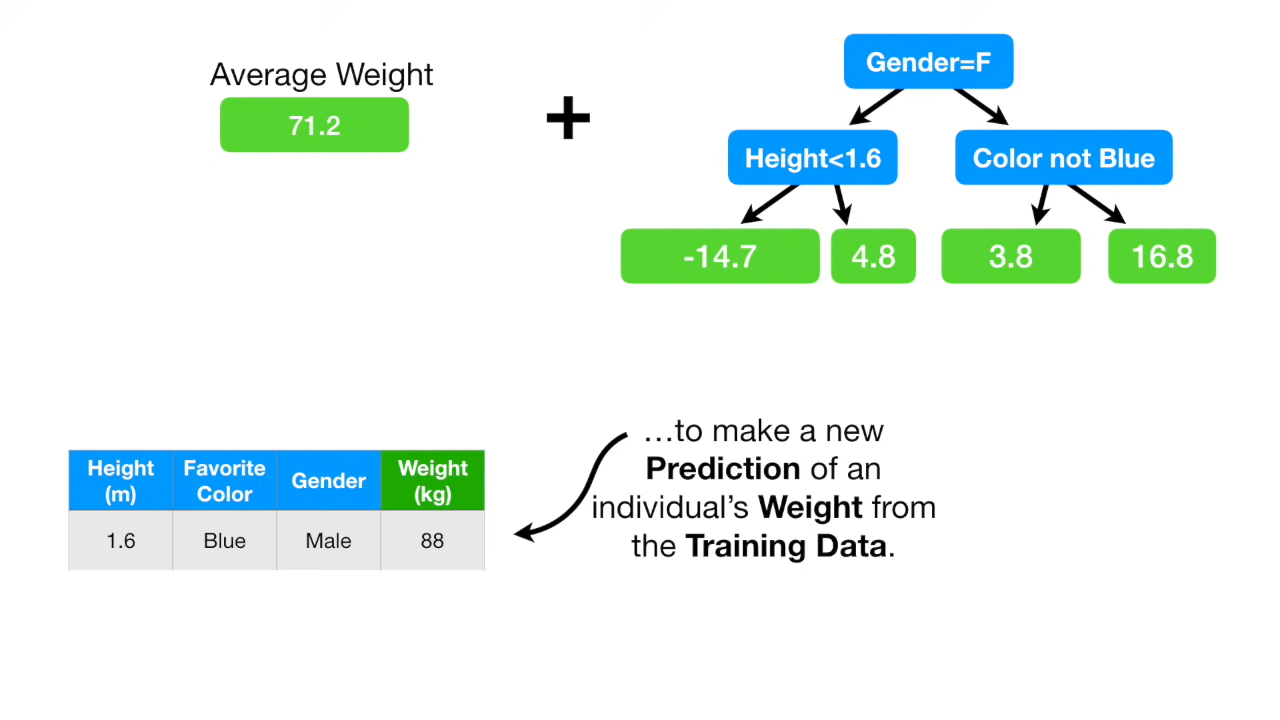 Average Weight
71.2
+
Gender=F
Height<1.6
Color not Blue
-14.7
4.8
3.8
16.8
…to make a new
Prediction of an
individual’s Weight from
the Training Data.
Height (m)
Favorite Color
Gender
Weight (kg)
1.6
Blue
Male
88